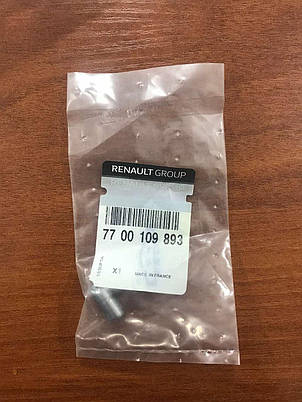 RENAULT GROUP
77 00 109 893
X1
MADE IN FRANCE